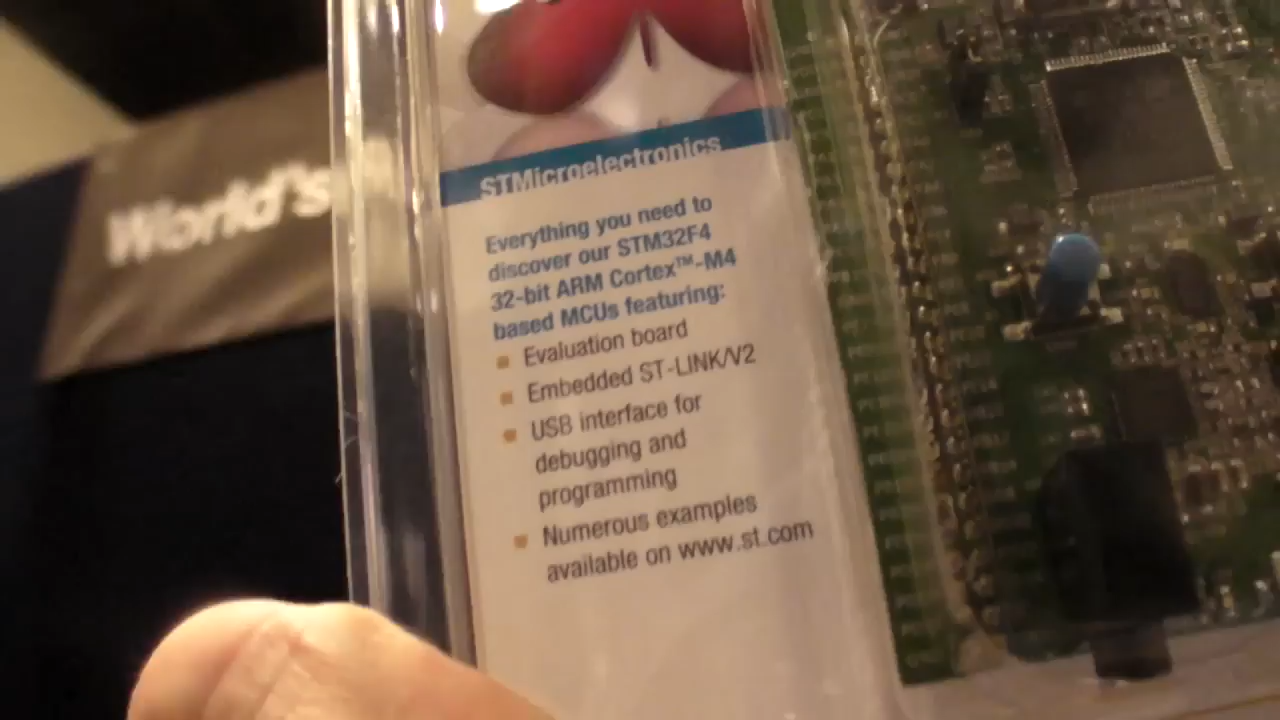 World's
STMicroelectronics
Everything you need to
discover our STM32F4
32-bit ARM Cortex™-M4
based MCUs featuring:
Evaluation board
Embedded ST-LINK/V2
USB interface for
debugging and
programming
Numerous examples
available on www.st.com